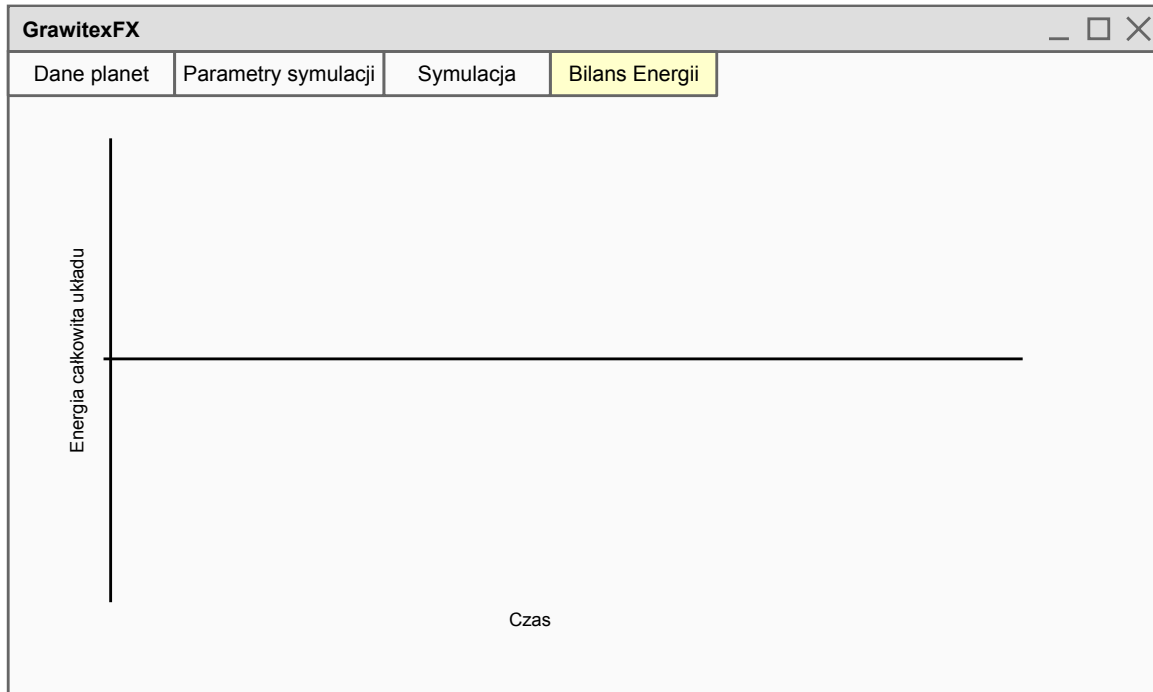 GrawitexFX
Dane planet
Parametry symulacji
Symulacja
Bilans Energii
Energia całkowita układu
Czas